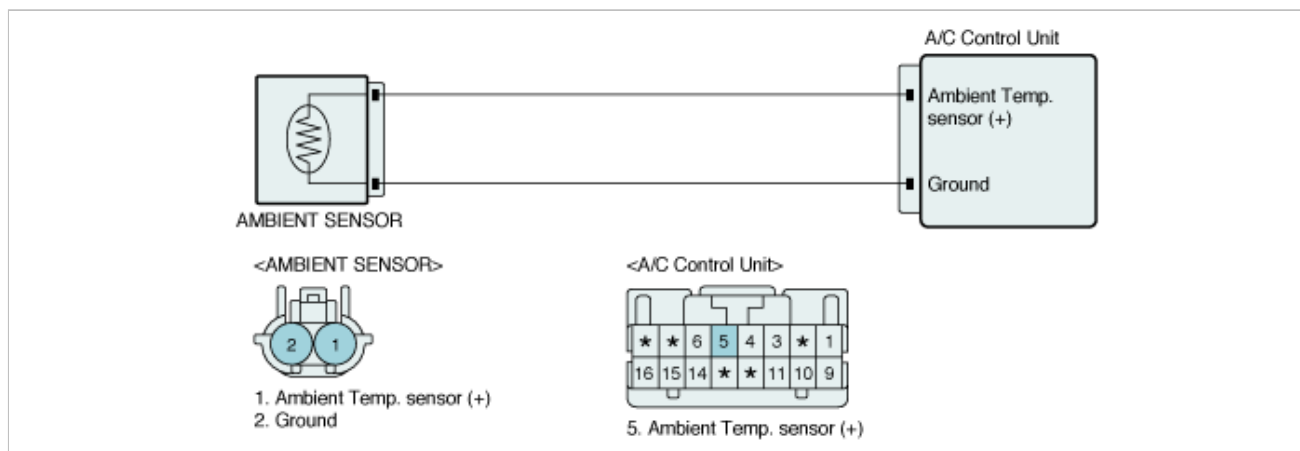 A/C Control Unit
Ambient Temp.
sensor (+)
Ground
AMBIENT SENSOR
<AMBIENT SENSOR>
2 1
1. Ambient Temp. sensor (+)
2. Ground
<A/C Control Unit>
* * 6 5 4 3 * 1
16 15 14 * * 11 10 9
5. Ambient Temp. sensor (+)